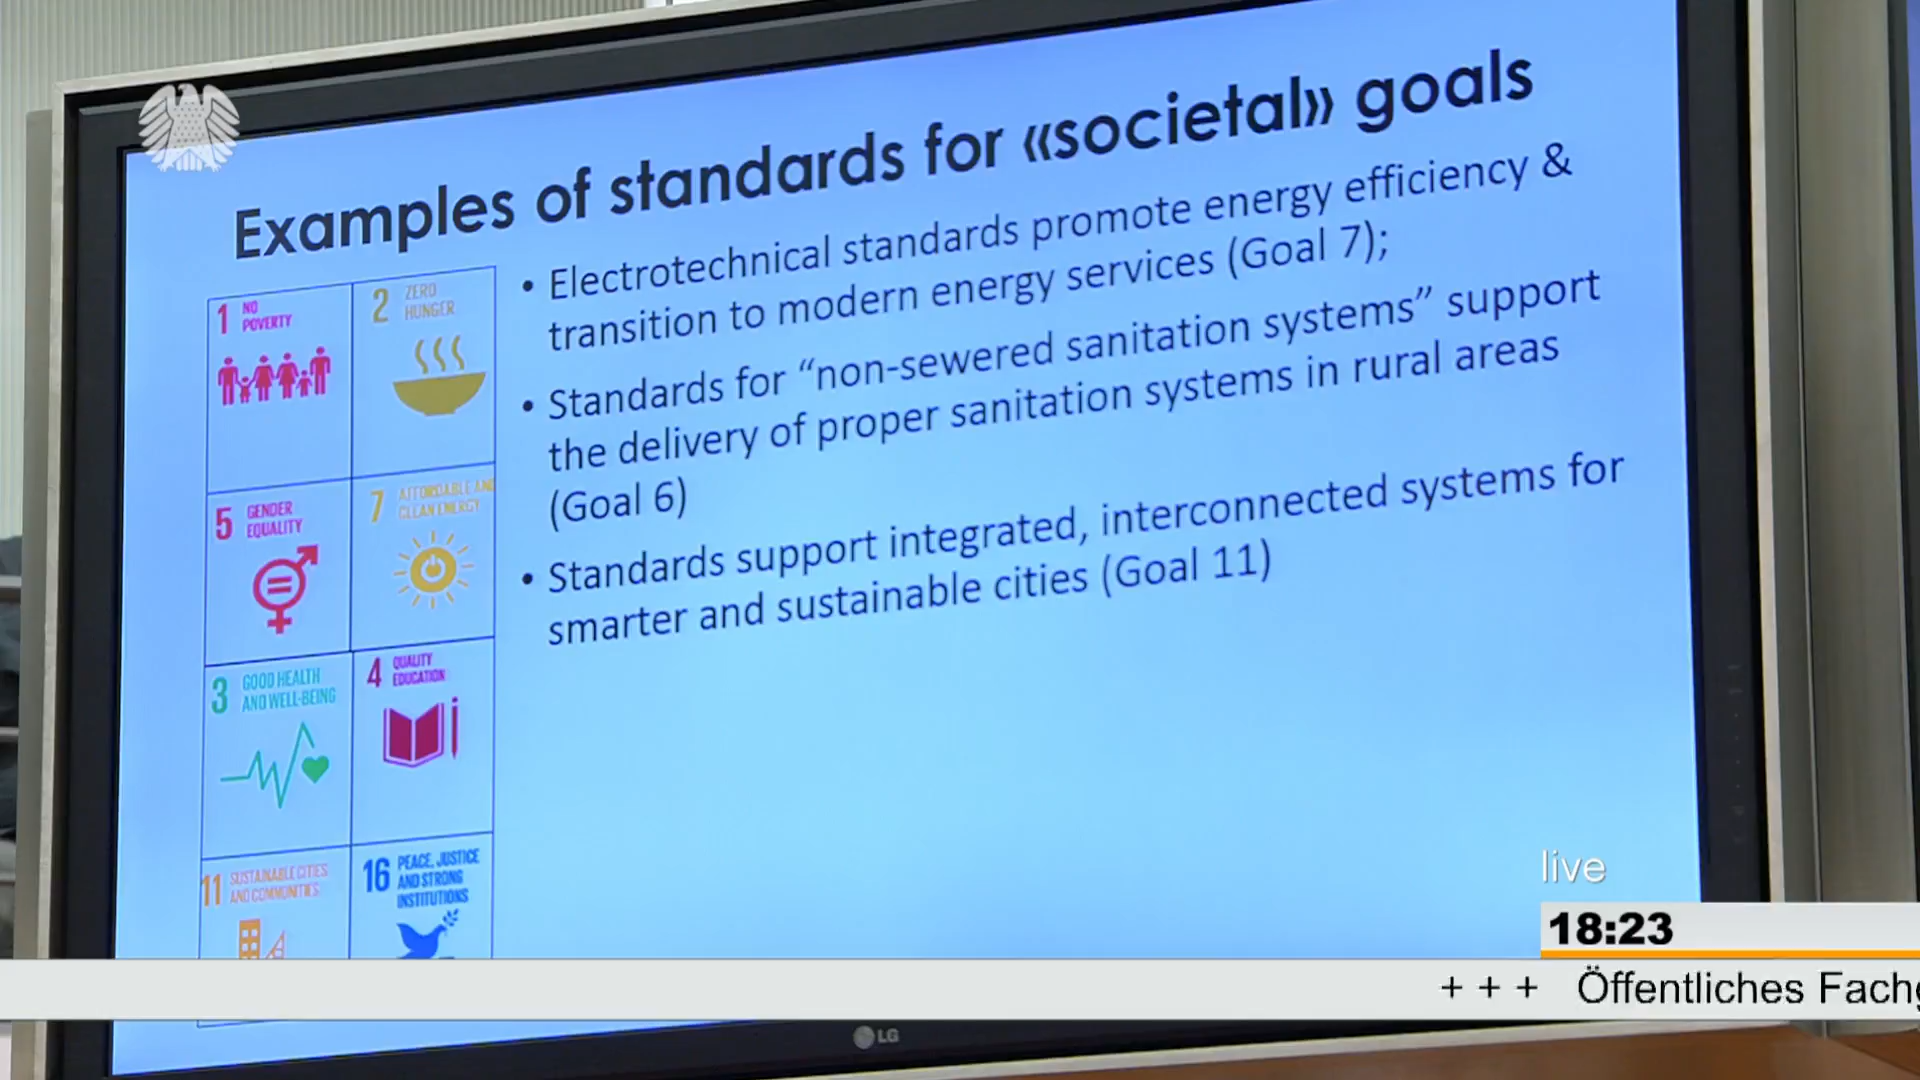 Examples of standards for «societal» goals
• Electrotechnical standards promote energy efficiency &
transition to modern energy services (Goal 7);
• Standards for “non-sewered sanitation systems” support
the delivery of proper sanitation systems in rural areas
(Goal 6)
• Standards support integrated, interconnected systems for
smarter and sustainable cities (Goal 11)
1 NO
POVERTY
2 ZERO
HUNGER
5 GENDER
EQUALITY
7 AFFORDABLE AND
CLEAN ENERGY
3 GOOD HEALTH
AND WELL-BEING
4 QUALITY
EDUCATION
11 SUSTAINABLE CITIES
AND COMMUNITIES
16 PEACE, JUSTICE
AND STRONG
INSTITUTIONS
live
18:23
+ + + Öffentliches Fachg
LG